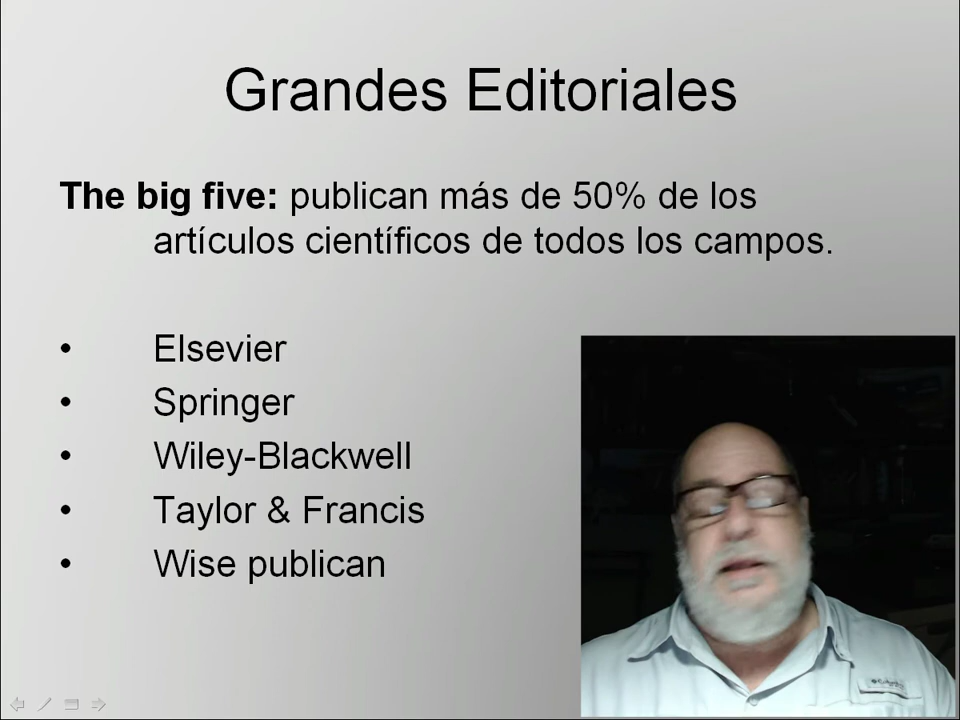 Grandes Editoriales
The big five: publican más de 50% de los
artículos científicos de todos los campos.
• Elsevier
• Springer
• Wiley-Blackwell
• Taylor & Francis
• Wise publican